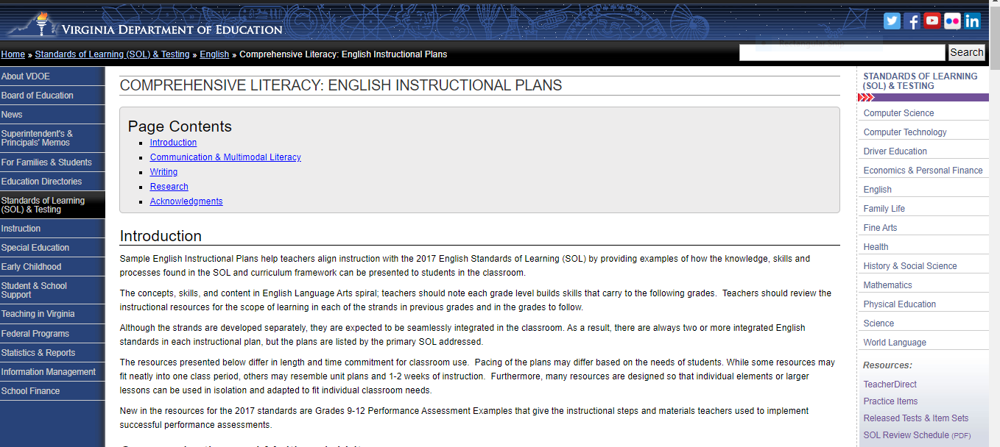 VIRGINIA DEPARTMENT OF EDUCATION
Home » Standards of Learning (SOL) & Testing » English » Comprehensive Literacy: English Instructional Plans
Search
About VDOE
Board of Education
News
Superintendent's &
Principals' Memos
For Families & Students
Education Directories
Standards of Learning
(SOL) & Testing
Instruction
Special Education
Early Childhood
Student & School
Support
Teaching in Virginia
Federal Programs
Statistics & Reports
Information Management
School Finance
COMPREHENSIVE LITERACY: ENGLISH INSTRUCTIONAL PLANS
Page Contents
Introduction
Communication & Multimodal Literacy
Writing
Research
Acknowledgments
Introduction
Sample English Instructional Plans help teachers align instruction with the 2017 English Standards of Learning (SOL) by providing examples of how the knowledge, skills and
processes found in the SOL and curriculum framework can be presented to students in the classroom.
The concepts, skills, and content in English Language Arts spiral; teachers should note each grade level builds skills that carry to the following grades.  Teachers should review the
instructional resources for the scope of learning in each of the strands in previous grades and in the grades to follow.
Although the strands are developed separately, they are expected to be seamlessly integrated in the classroom. As a result, there are always two or more integrated English
standards in each instructional plan, but the plans are listed by the primary SOL addressed.
The resources presented below differ in length and time commitment for classroom use.  Pacing of the plans may differ based on the needs of students. While some resources may
fit neatly into one class period, others may resemble unit plans and 1-2 weeks of instruction.  Furthermore, many resources are designed so that individual elements or larger
lessons can be used in isolation and adapted to fit individual classroom needs.
New in the resources for the 2017 standards are Grades 9-12 Performance Assessment Examples that give the instructional steps and materials teachers used to implement
successful performance assessments.
STANDARDS OF LEARNING
(SOL) & TESTING
Computer Science
Computer Technology
Driver Education
Economics & Personal Finance
English
Family Life
Fine Arts
Health
History & Social Science
Mathematics
Physical Education
Science
World Language
Resources:
TeacherDirect
Practice Items
Released Tests & Item Sets
SOL Review Schedule (PDF)